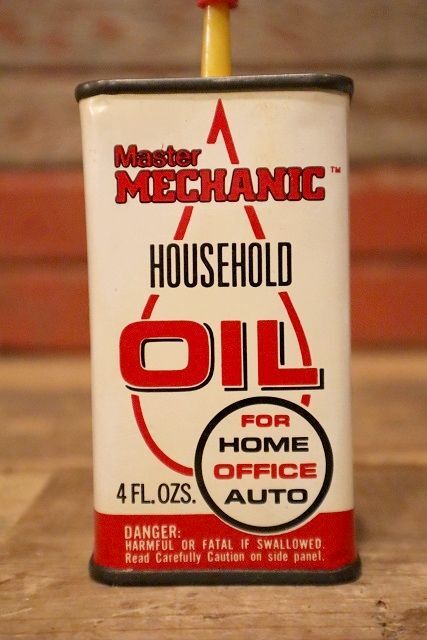 Master
MECHANIC™
HOUSEHOLD
OIL
FOR
HOME
OFFICE
AUTO
4 FL. OZS.
DANGER:
HARMFUL OR FATAL IF SWALLOWED.
Read Carefully Caution on side panel.